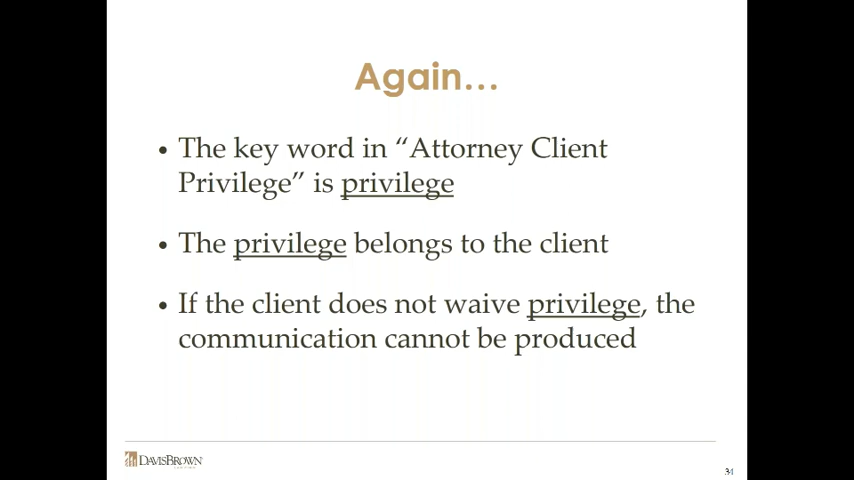 Again…
• The key word in “Attorney Client
Privilege” is privilege
• The privilege belongs to the client
• If the client does not waive privilege, the
communication cannot be produced
DAVISBROWN
34